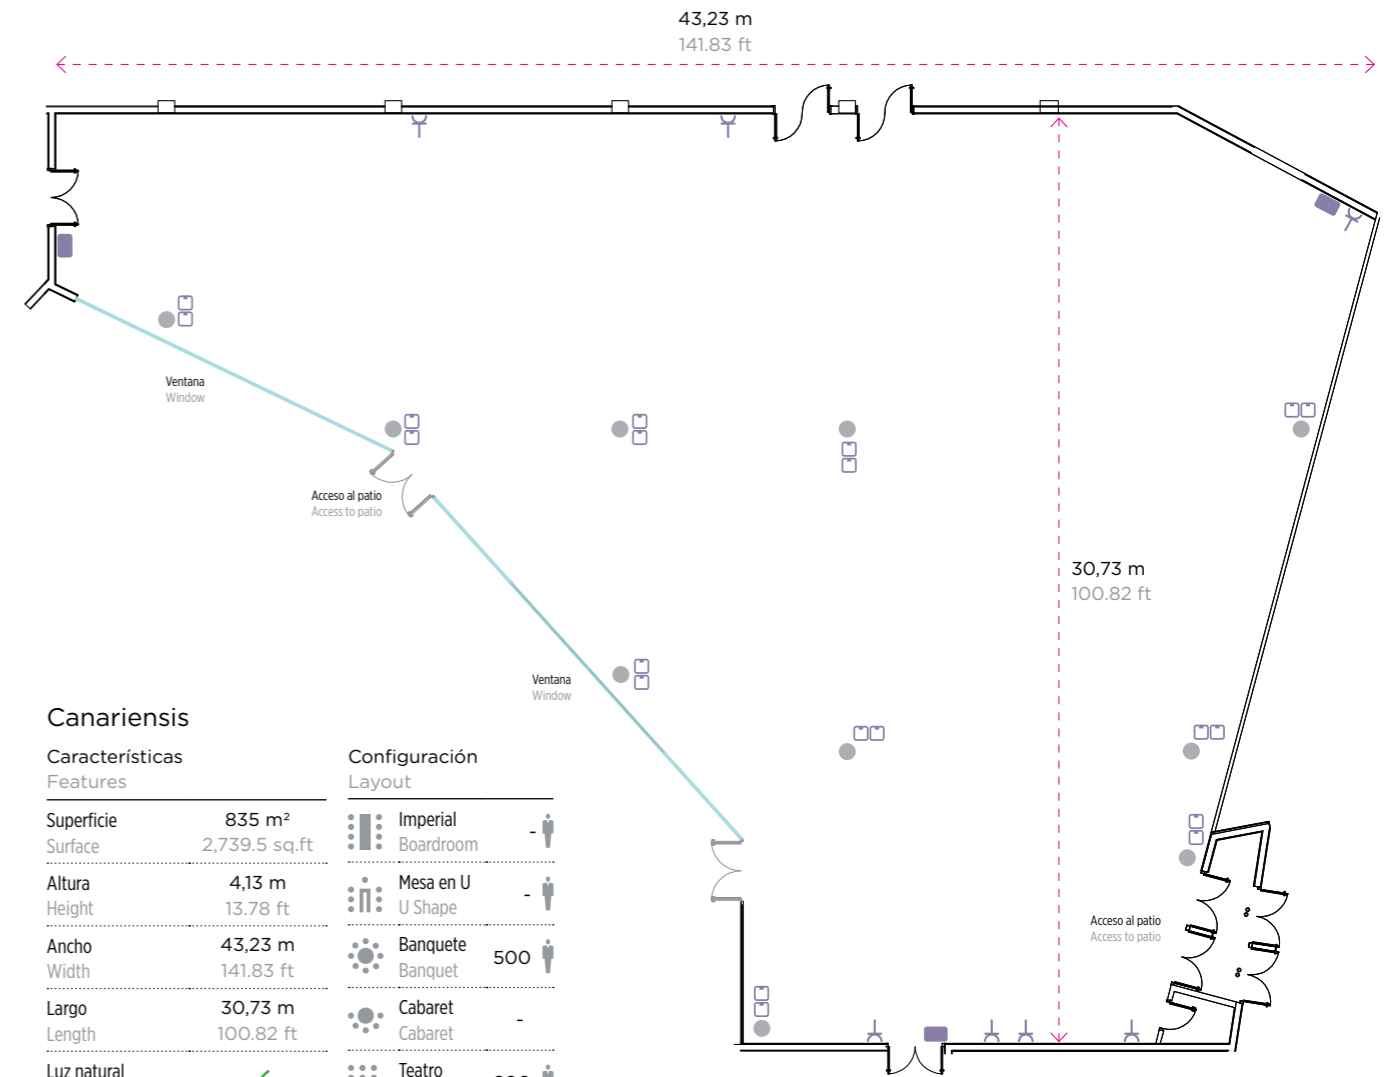 43,23 m
141.83 ft
Ventana
Window
Acceso al patio
Access to patio
30,73 m
100.82 ft
Ventana
Window
Acceso al patio
Access to patio
Canariensis
Características
Features
Superficie
835 m²
Surface
2,739.5 sq.ft
Altura
4,13 m
Height
13.78 ft
Ancho
43,23 m
Width
141.83 ft
Largo
30,73 m
Length
100.82 ft
Luz natural
Configuración
Layout
Imperial
Boardroom
-
Mesa en U
U Shape
-
Banquete
Banquet
500
Cabaret
Cabaret
-
Teatro